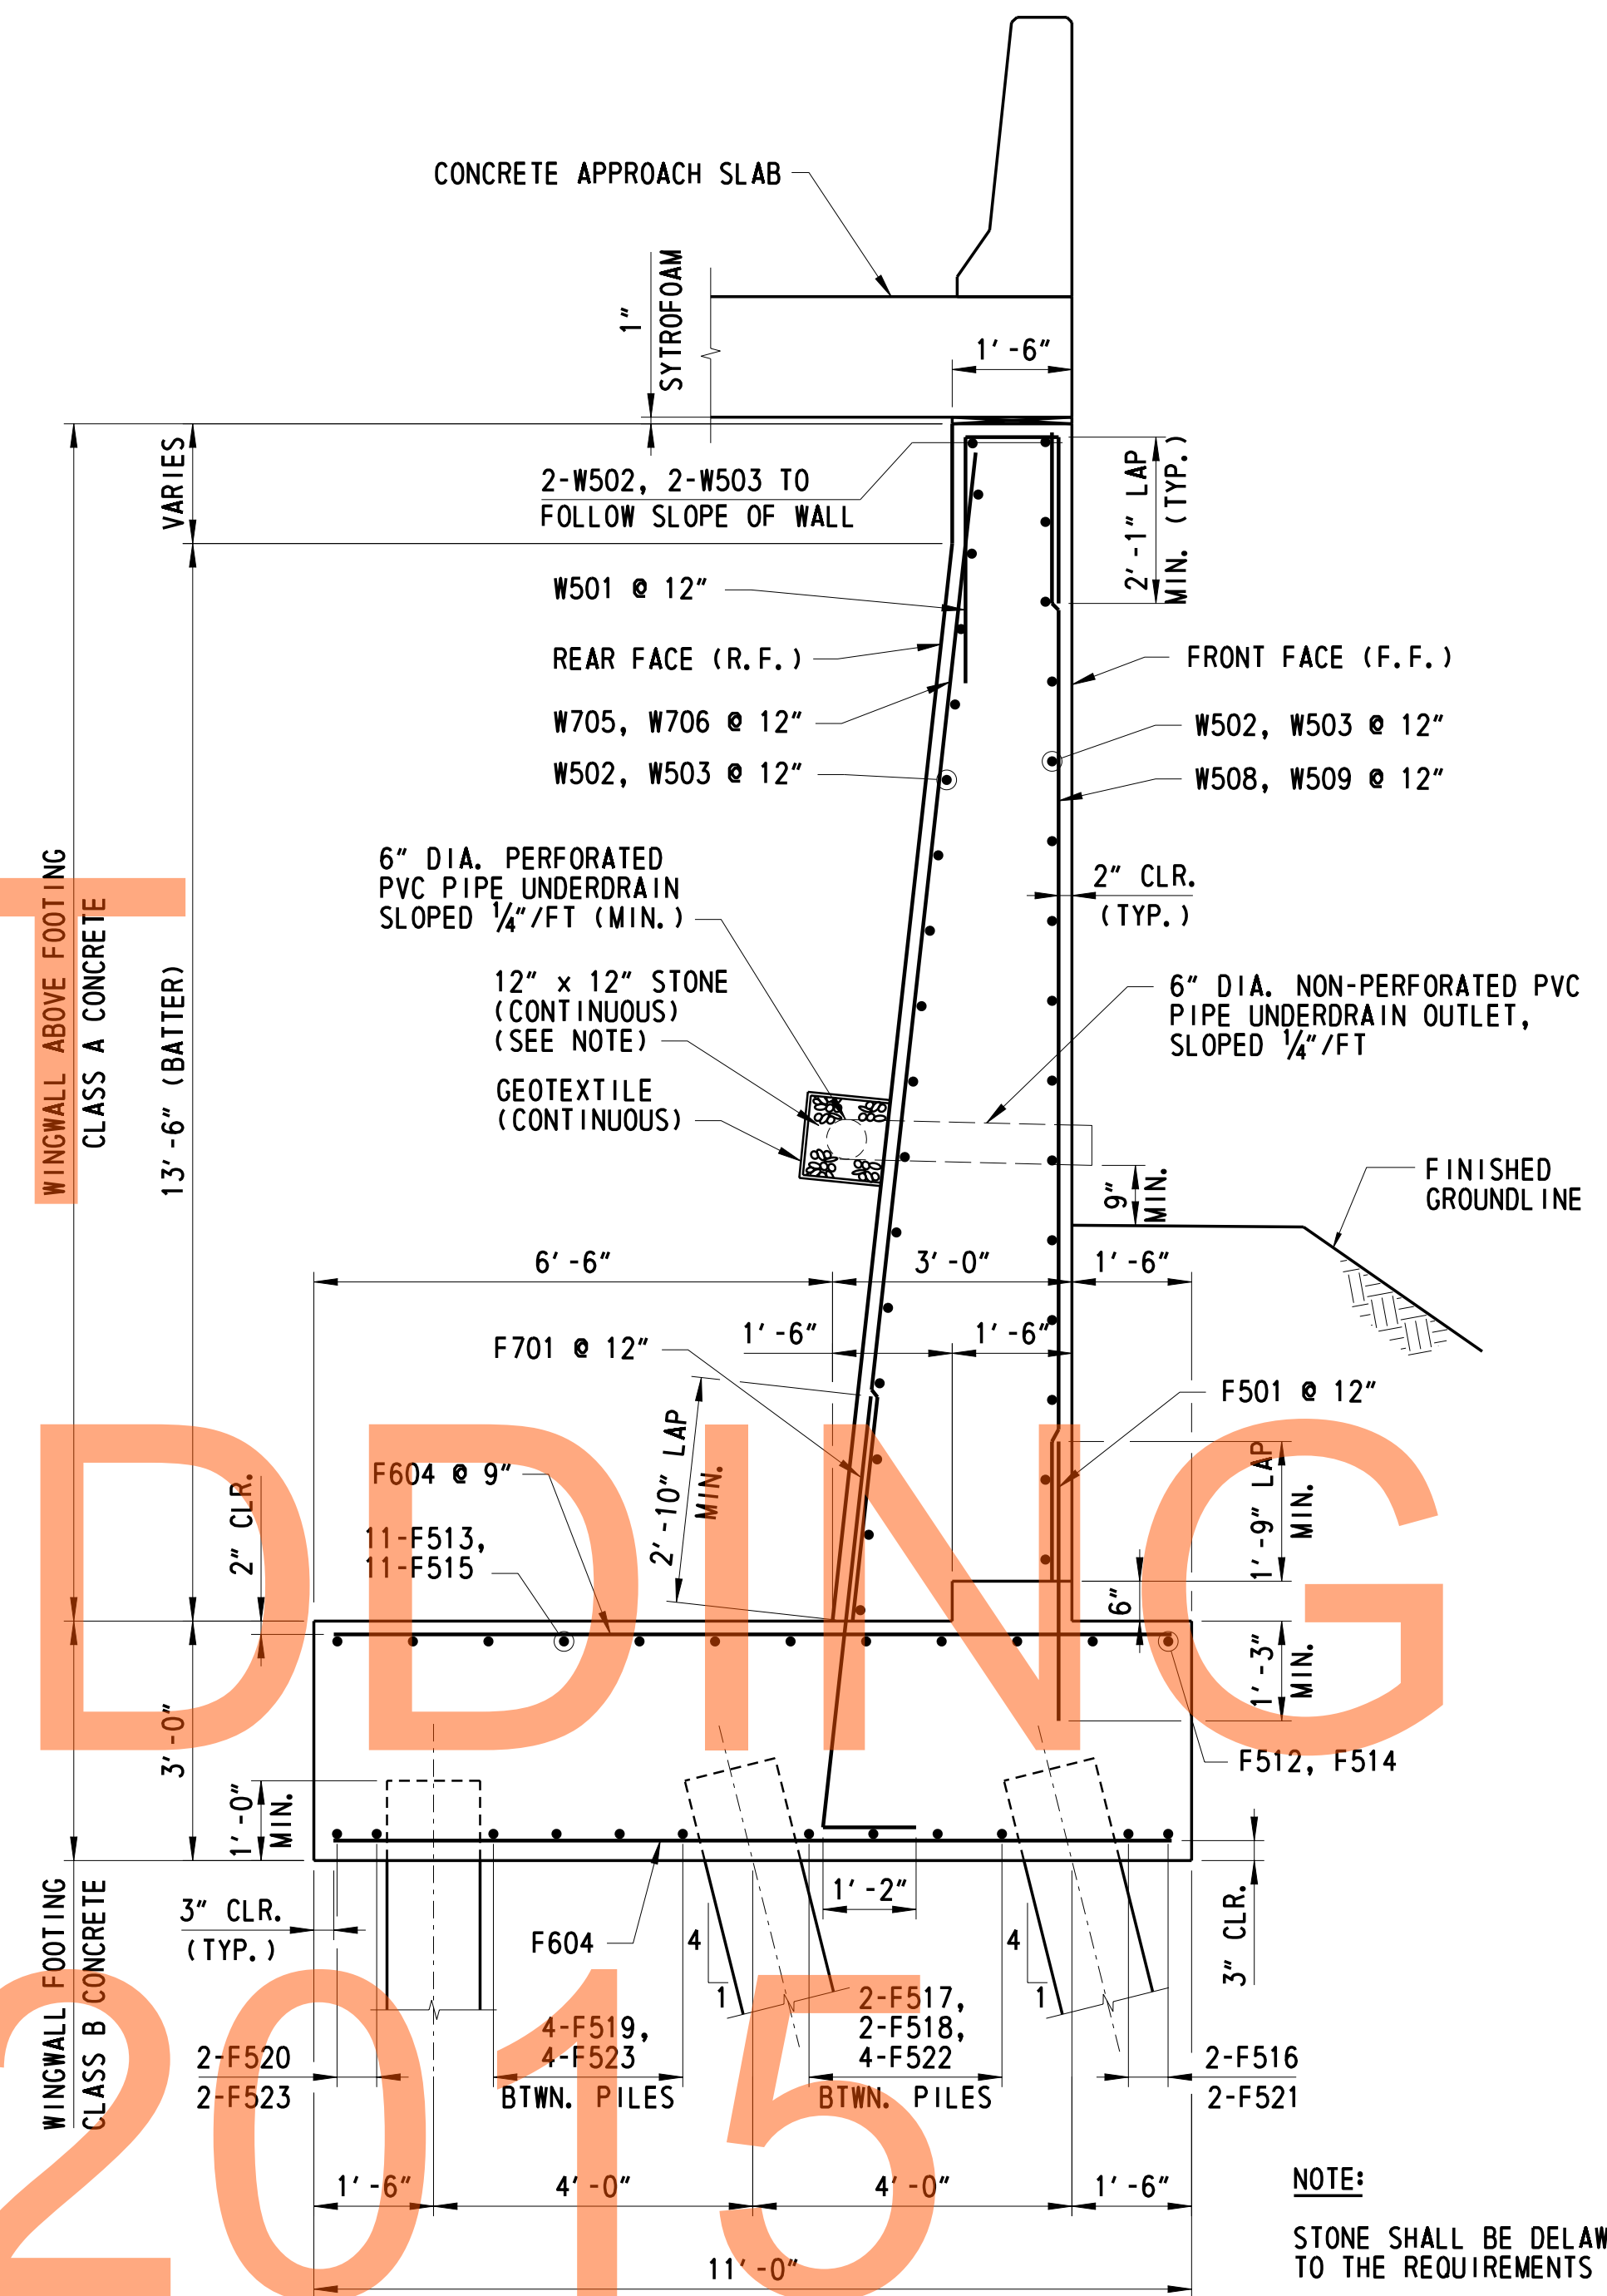 CONCRETE APPROACH SLAB
1" SYTROFOAM
1'-6"
VARIES
2-W502, 2-W503 TO
FOLLOW SLOPE OF WALL
2'-1" LAP
MIN. (TYP.)
W501 @ 12"
REAR FACE (R.F.)
FRONT FACE (F.F.)
W705, W706 @ 12"
W502, W503 @ 12"
W502, W503 @ 12"
W508, W509 @ 12"
6" DIA. PERFORATED
PVC PIPE UNDERDRAIN
SLOPED 1/4"/FT (MIN.)
2" CLR.
(TYP.)
WINGWALL ABOVE FOOTING
CLASS A CONCRETE
13'-6" (BATTER)
12" x 12" STONE
(CONTINUOUS)
(SEE NOTE)
6" DIA. NON-PERFORATED PVC
PIPE UNDERDRAIN OUTLET,
SLOPED 1/4"/FT
GEOTEXTILE
(CONTINUOUS)
9"
MIN.
FINISHED
GROUNDLINE
6'-6"
3'-0"
1'-6"
1'-6"
1'-6"
F701 @ 12"
F501 @ 12"
2'-10" LAP
MIN.
F604 @ 9"
2" CLR.
11-F513,
11-F515
1'-9" LAP
MIN.
6"
1'-3"
MIN.
3'-0"
1'-0"
MIN.
F512, F514
WINGWALL FOOTING
CLASS B CONCRETE
3" CLR.
(TYP.)
F604
1'-2"
4
1
4
1
3" CLR.
2-F520
2-F523
4-F519,
4-F523
BTWN. PILES
2-F517,
2-F518,
4-F522
BTWN. PILES
2-F516
2-F521
1'-6"
4'-0"
4'-0"
1'-6"
11'-0"
NOTE:
STONE SHALL BE
TO THE REQUIREMENTS
T
DDING
2015